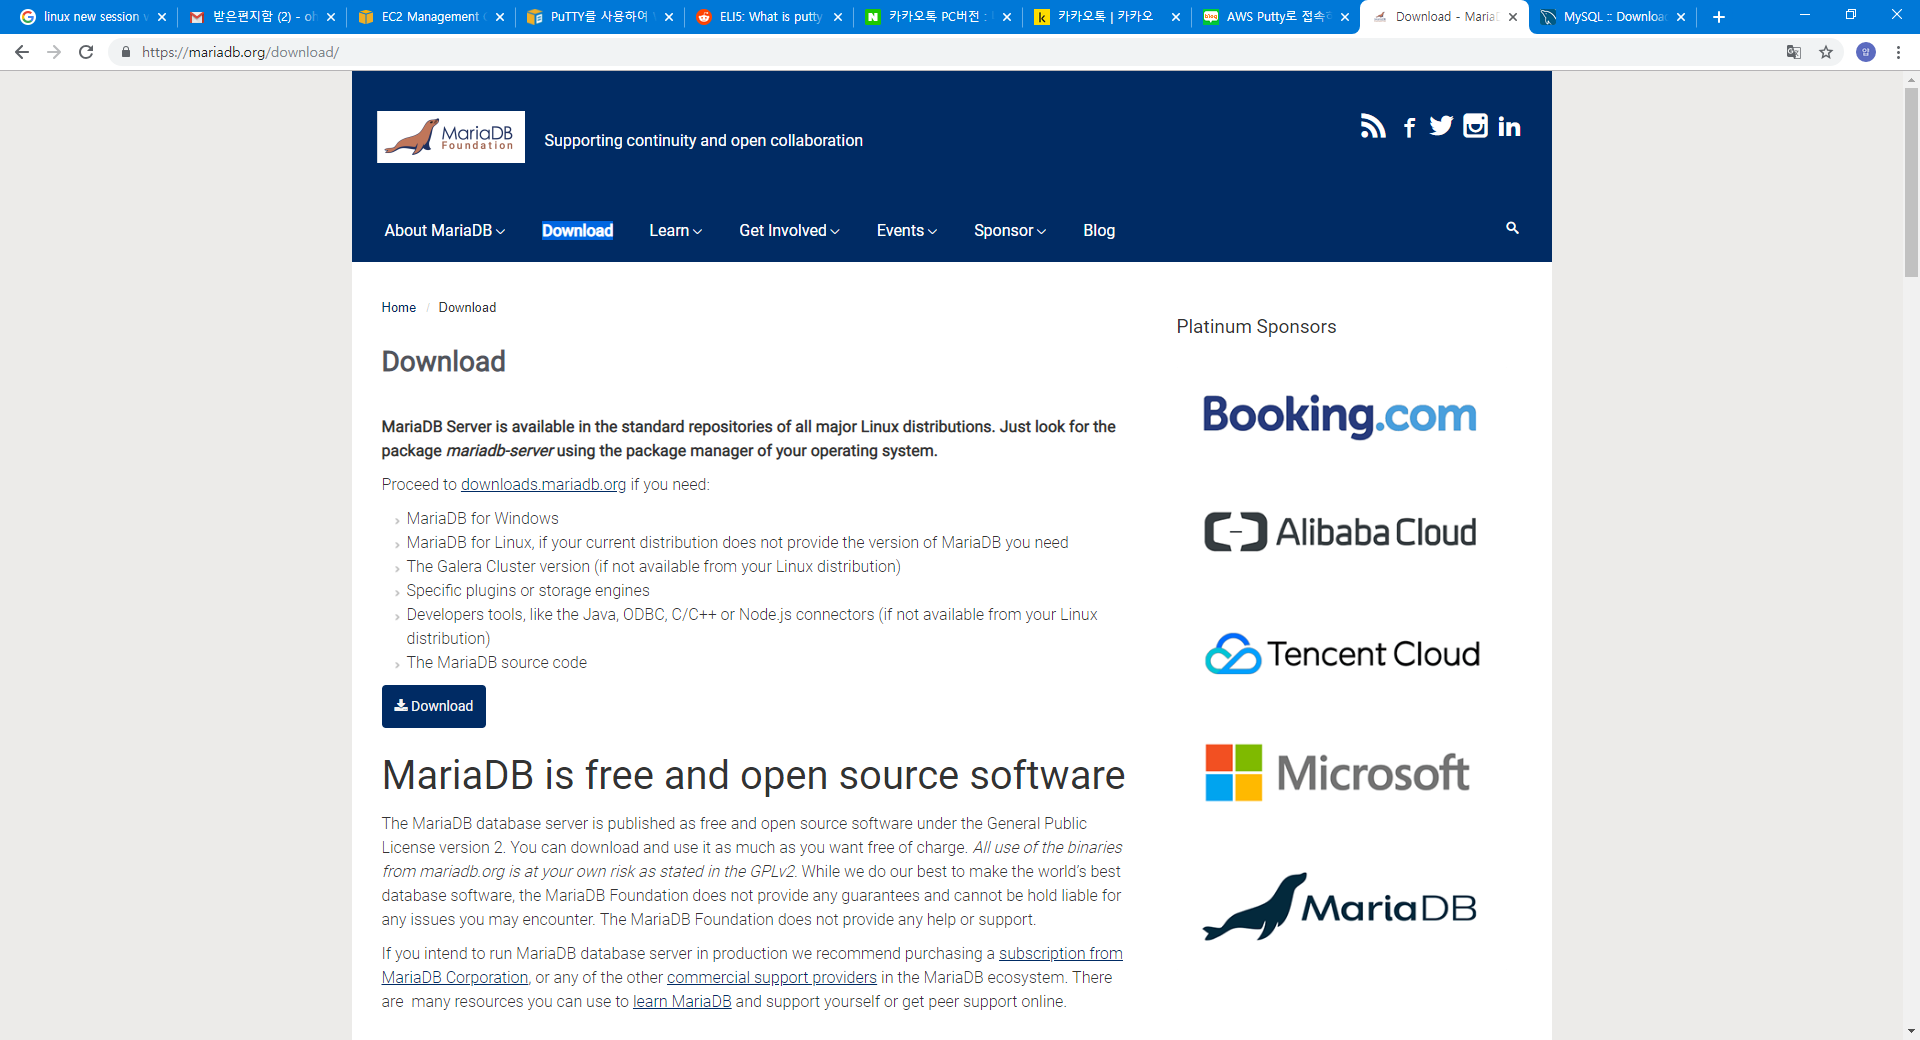 linux new session
받은편지함 (2) - oh
EC2 Management
PuTTY를 사용하여
ELI5: What is putty
카카오톡 PC버전 :
카카오톡 | 카카오
AWS Putty로 접속
Download - Maria
MySQL :: Downloa
https://mariadb.org/download/
압
MariaDB
Foundation
Supporting continuity and open collaboration
About MariaDB
Download
Learn
Get Involved
Events
Sponsor
Blog
Home / Download
Download
MariaDB Server is available in the standard repositories of all major Linux distributions. Just look for the
package mariadb-server using the package manager of your operating system.
Proceed to downloads.mariadb.org if you need:
MariaDB for Windows
MariaDB for Linux, if your current distribution does not provide the version of MariaDB you need
The Galera Cluster version (if not available from your Linux distribution)
Specific plugins or storage engines
Developers tools, like the Java, ODBC, C/C++ or Node.js connectors (if not available from your Linux
distribution)
The MariaDB source code
Download
MariaDB is free and open source software
The MariaDB database server is published as free and open source software under the General Public
License version 2. You can download and use it as much as you want free of charge. All use of the binaries
from mariadb.org is at your own risk as stated in the GPLv2. While we do our best to make the world's best
database software, the MariaDB Foundation does not provide any guarantees and cannot be hold liable for
any issues you may encounter. The MariaDB Foundation does not provide any help or support.
If you intend to run MariaDB database server in production we recommend purchasing a subscription from
MariaDB Corporation, or any of the other commercial support providers in the MariaDB ecosystem. There
are many resources you can use to learn MariaDB and support yourself or get peer support online.
Platinum Sponsors
Booking.com
Alibaba Cloud
Tencent Cloud
Microsoft
MariaDB